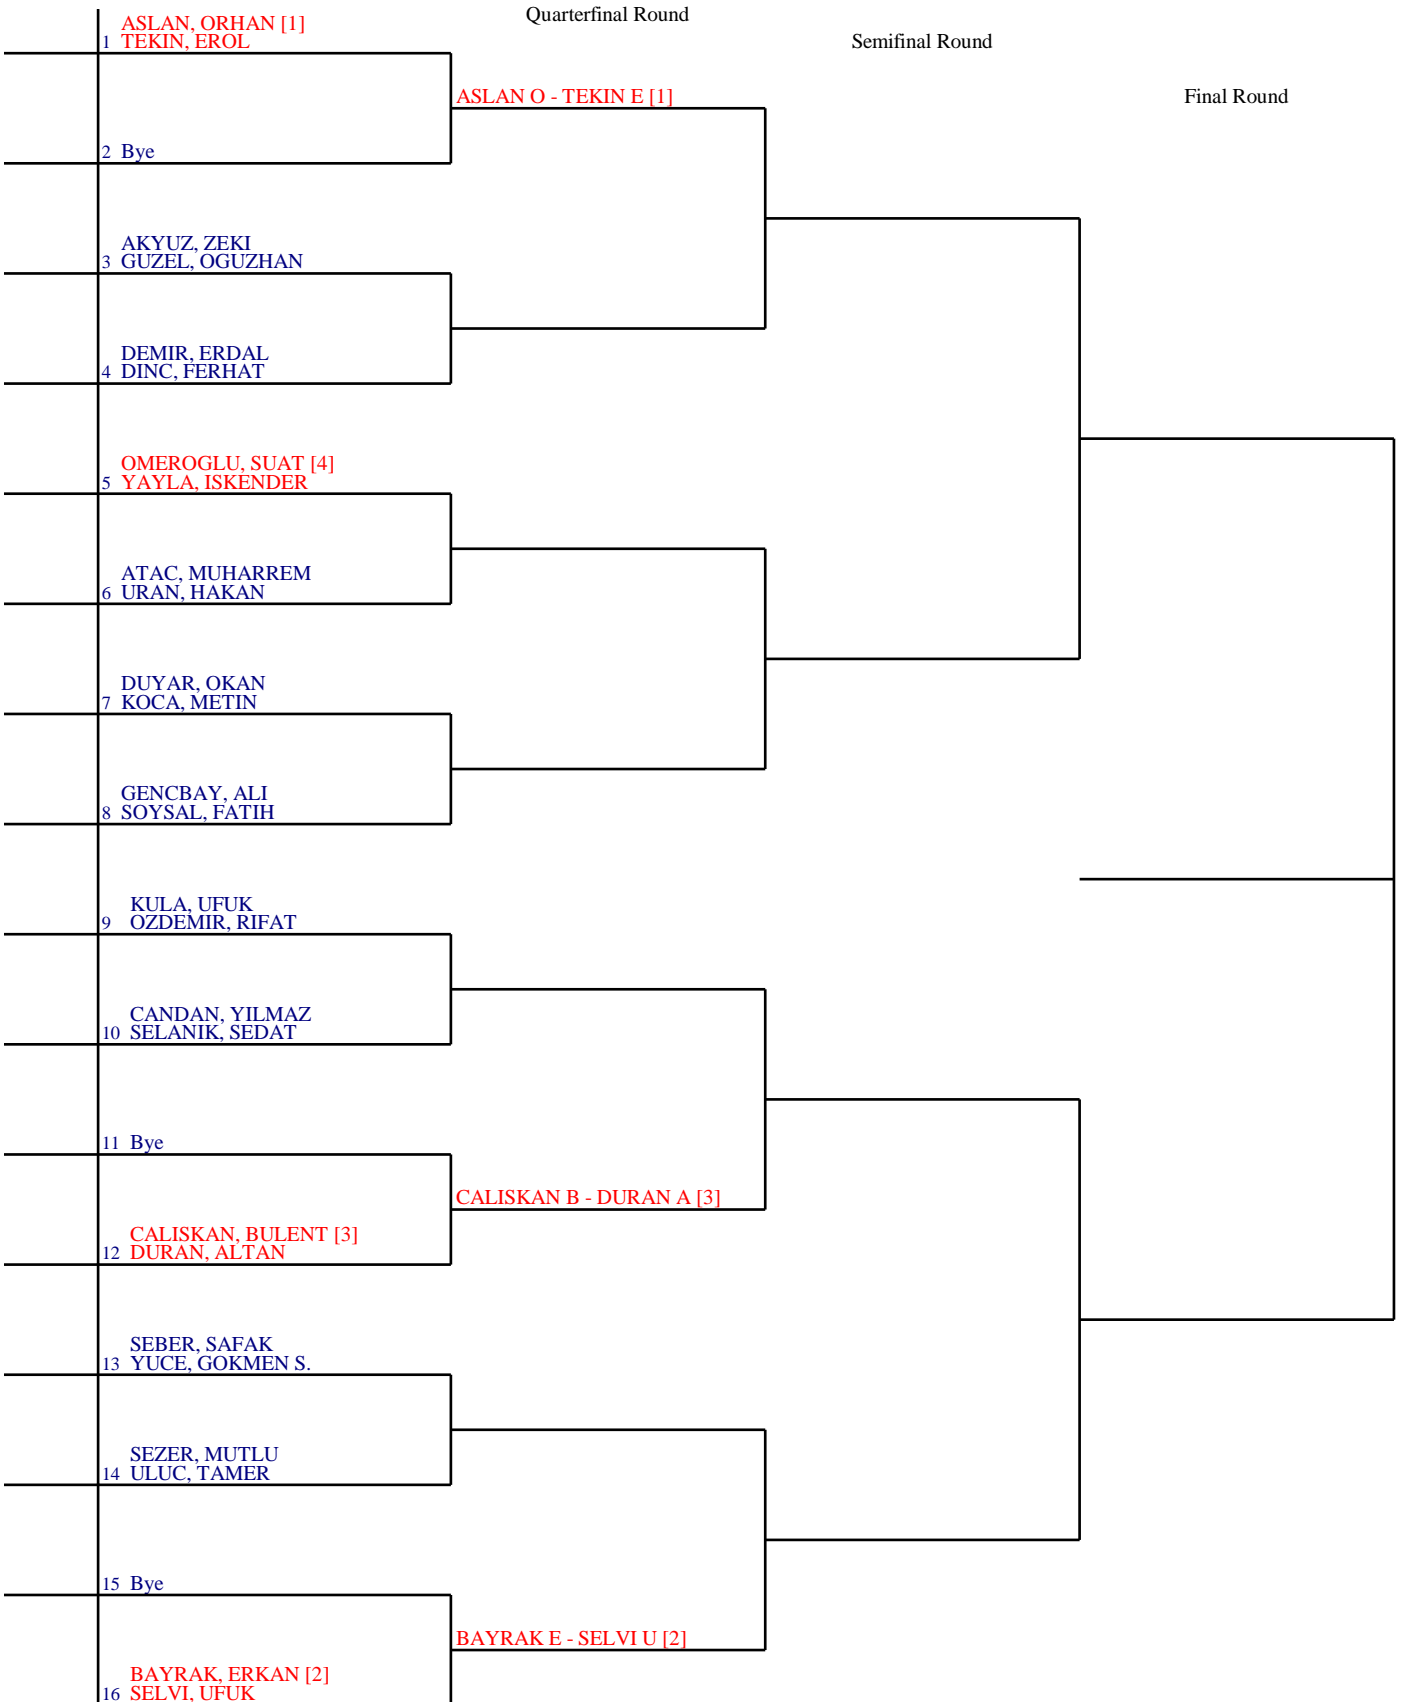 Quarterfinal Round
Semifinal Round
Final Round
ASLAN, ORHAN [1]
1 TEKIN, EROL
ASLAN O - TEKIN E [1]
2 Bye
AKYUZ, ZEKI
3 GUZEL, OGUZHAN
DEMIR, ERDAL
4 DINC, FERHAT
OMEROGLU, SUAT [4]
5 YAYLA, ISKENDER
ATAC, MUHARREM
6 URAN, HAKAN
DUYAR, OKAN
7 KOCA, METIN
GENCBAY, ALI
8 SOYSAL, FATIH
KULA, UFUK
9 OZDEMIR, RIFAT
CANDAN, YILMAZ
10 SELANIK, SEDAT
11 Bye
CALISKAN B - DURAN A [3]
CALISKAN, BULENT [3]
12 DURAN, ALTAN
SEBER, SAFAK
13 YUCE, GOKMEN S.
SEZER, MUTLU
14 ULUC, TAMER
15 Bye
BAYRAK E - SELVI U [2]
BAYRAK, ERKAN [2]
16 SELVI, UFUK